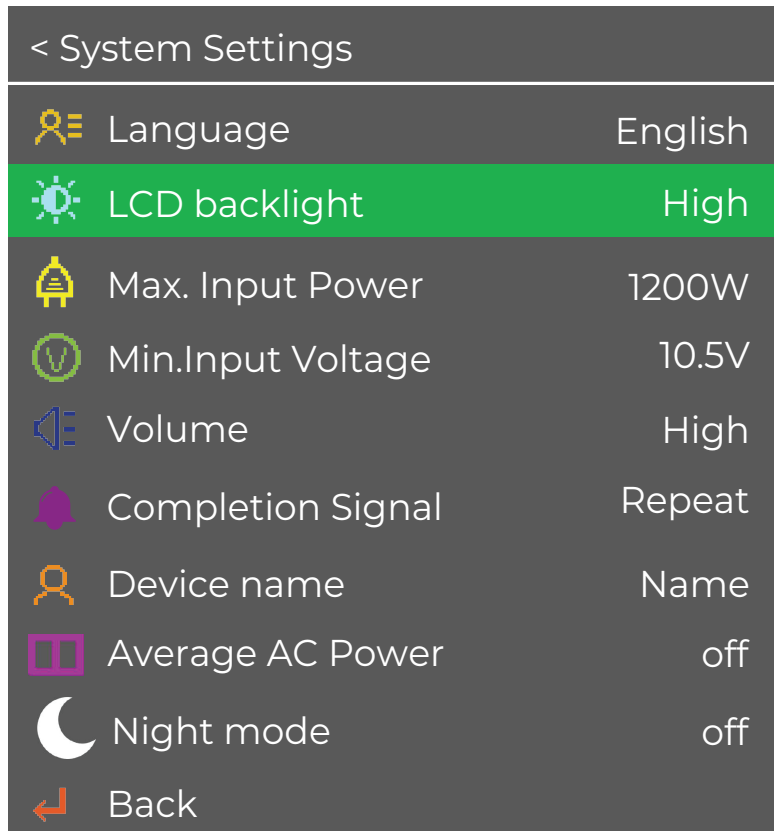 < System Settings
Language English
LCD backlight High
Max. Input Power 1200W
Min.Input Voltage 10.5V
Volume High
Completion Signal Repeat
Device name Name
Average AC Power off
Night mode off
Back